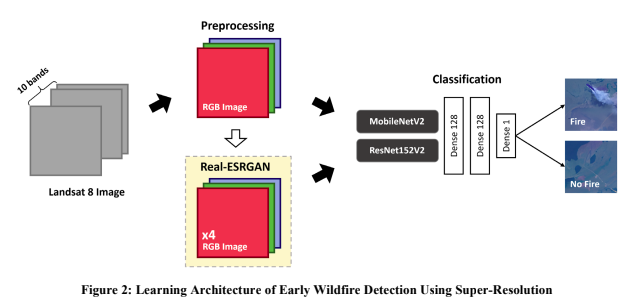 Preprocessing
10 bands
RGB Image
Landsat 8 Image
Real-ESRGAN
x4
RGB Image
Classification
MobileNetV2
ResNet152V2
Dense 128
Dense 128
Dense 1
Fire
No Fire
Figure 2: Learning Architecture of Early Wildfire Detection Using Super-Resolution